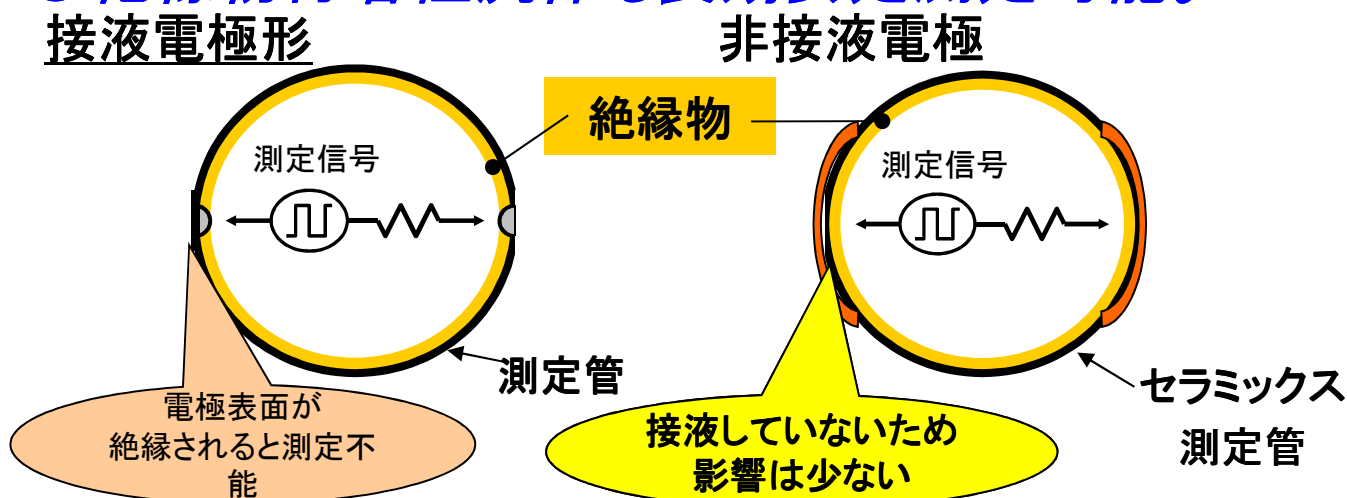 接液電極形
非接液電極
絶縁物
測定信号
測定信号
測定管
セラミックス
測定管
電極表面が
絶縁されると測定不
能
接液していないため
影響は少ない